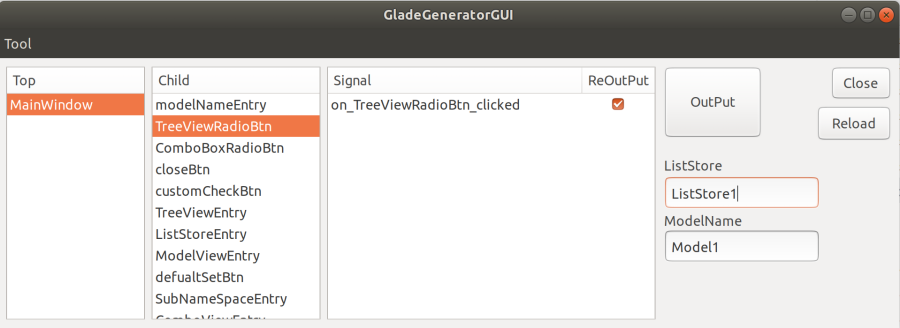 GladeGeneratorGUI
Tool
Top
MainWindow
Child
modelNameEntry
TreeViewRadioBtn
ComboBoxRadioBtn
closeBtn
customCheckBtn
TreeViewEntry
ListStoreEntry
ModelViewEntry
defualtSetBtn
SubNameSpaceEntry
ComboViewEntry
Signal ReOutPut
on_TreeViewRadioBtn_clicked
OutPut
Close
Reload
ListStore
ListStore1
ModelName
Model1